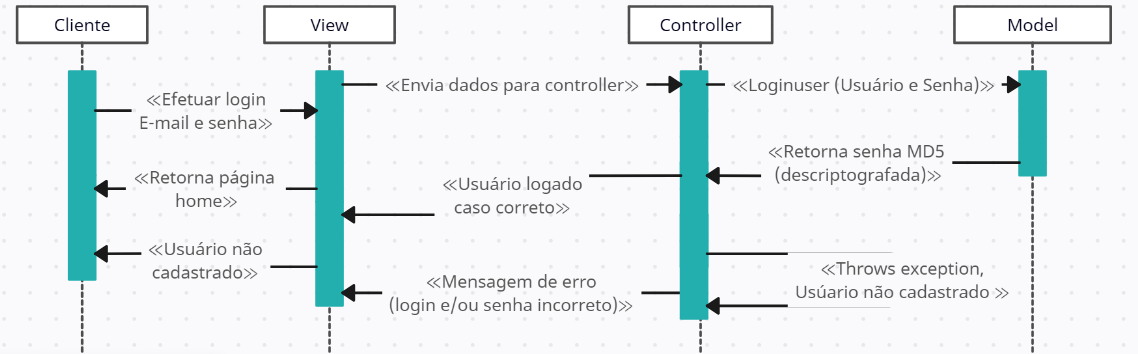 Cliente
View
Controller
Model
«Envia dados para controller»
«Loginuser (Usuário e Senha)»
«Efetuar login
E-mail e senha»
«Retorna senha MD5
(descriptografada)»
«Retorna página
home»
«Usuário logado
caso correto»
«Usuário não
cadastrado»
«Throws exception,
Usúario não cadastrado »
«Mensagem de erro
(login e/ou senha incorreto)»